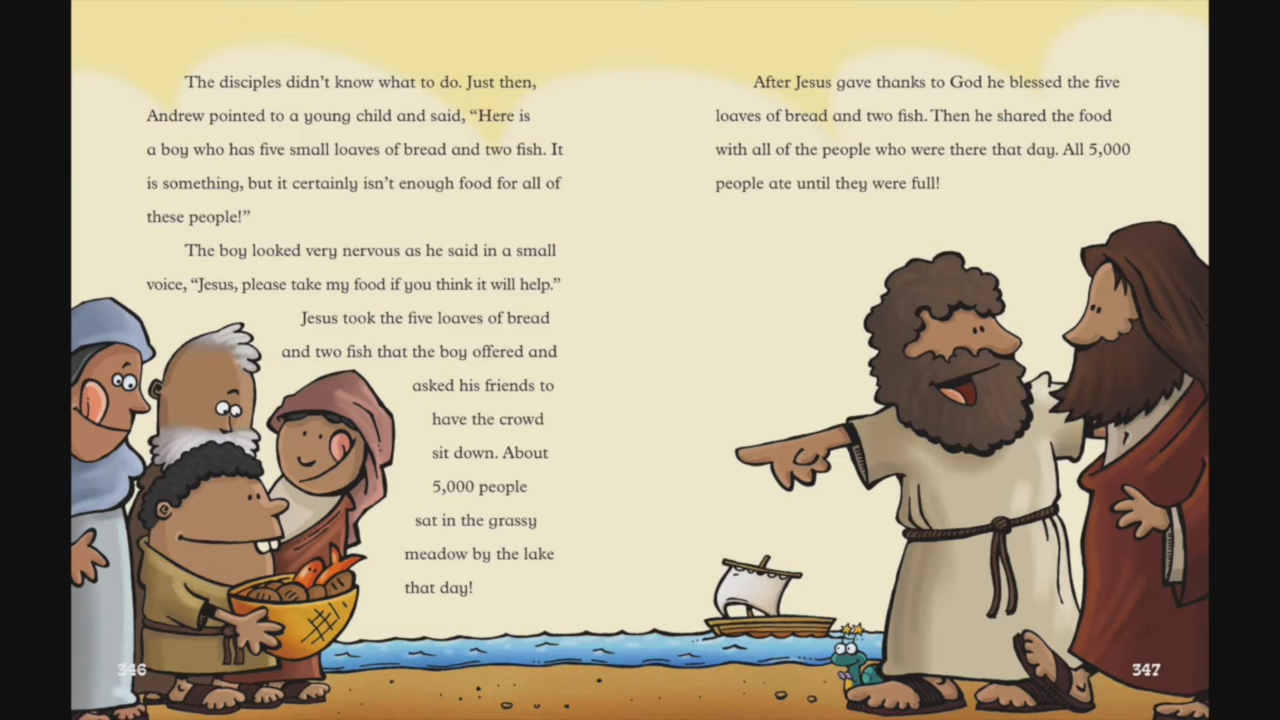 The disciples didn't know what to do. Just then,
Andrew pointed to a young child and said, “Here is
a boy who has five small loaves of bread and two fish. It
is something, but it certainly isn't enough food for all of
these people!”
The boy looked very nervous as he said in a small
voice, “Jesus, please take my food if you think it will help.”
Jesus took the five loaves of bread
and two fish that the boy offered and
asked his friends to
have the crowd
sit down. About
5,000 people
sat in the grassy
meadow by the lake
that day!
346
After Jesus gave thanks to God he blessed the five
loaves of bread and two fish. Then he shared the food
with all of the people who were there that day. All 5,000
people ate until they were full!
347